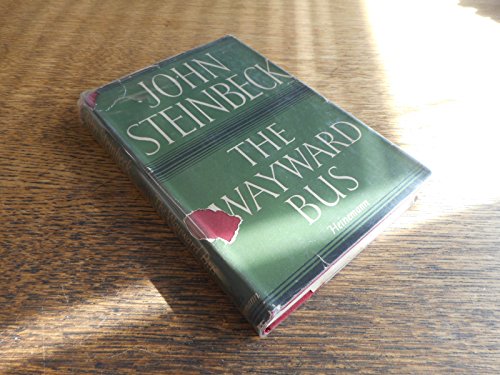 JOHN
STEINBECK
THE
WAYWARD
BUS
Heinemann